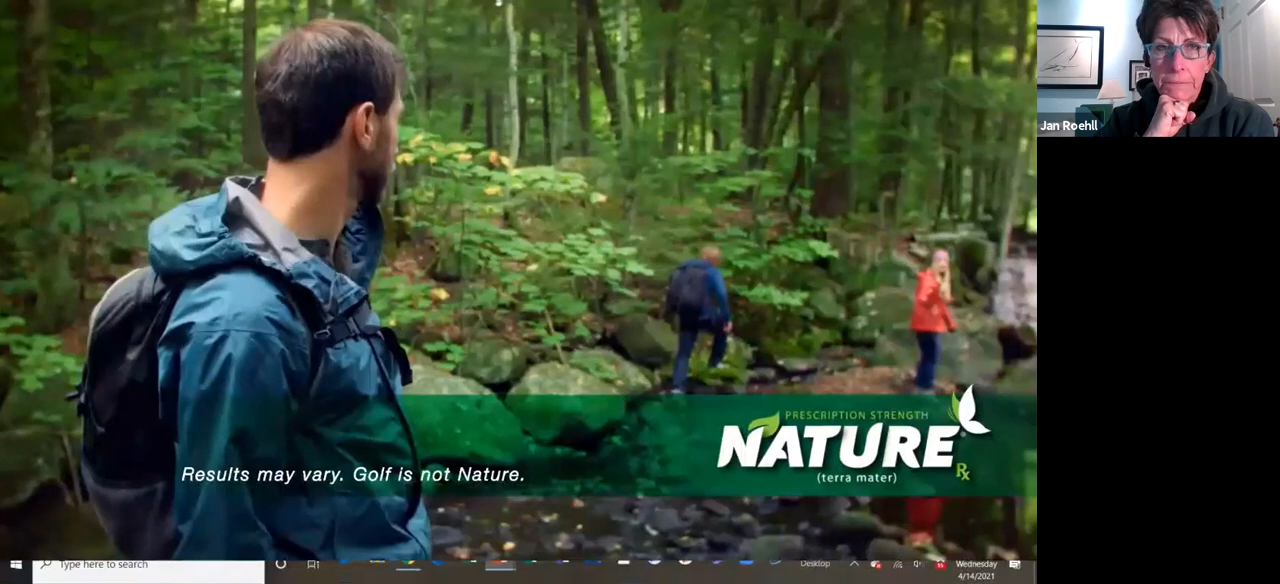 Jan Roehll
PRESCRIPTION STRENGTH
NATURE
Rx
(terra mater)
Results may vary. Golf is not Nature.
Type here to search
Desktop
Wednesday
4/14/2021